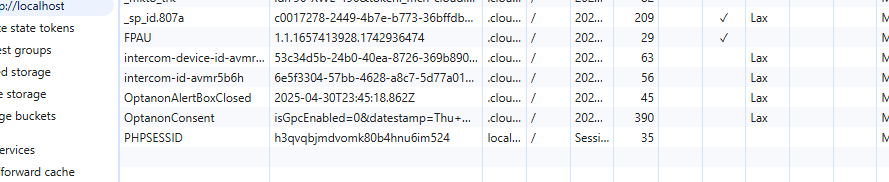 p://localhost
_sp_id.807a c0017278-2449-4b7e-b773-36bffdb... .clou... / 202... 209 ✓ Lax
te state tokens
FPAU 1.1.1657413928.1742936474 .clou... / 202... 29 ✓
est groups
intercom-device-id-avmr... 53c34d5b-24b0-40ea-8726-369b890... .clou... / 202... 63 Lax M
ed storage
intercom-id-avmr5b6h 6e5f3304-57bb-4628-a8c7-5d77a01... .clou... / 202... 56 Lax M
e storage
OptanonAlertBoxClosed 2025-04-30T23:45:18.862Z .clou... / 202... 45 Lax M
ge buckets
OptanonConsent isGpcEnabled=0&datestamp=Thu+... .clou... / 202... 390 Lax M
PHPSESSID h3qvqbjmdvomk80b4hnu6im524 local... / Sessi... 35 M
ervices
forward cache